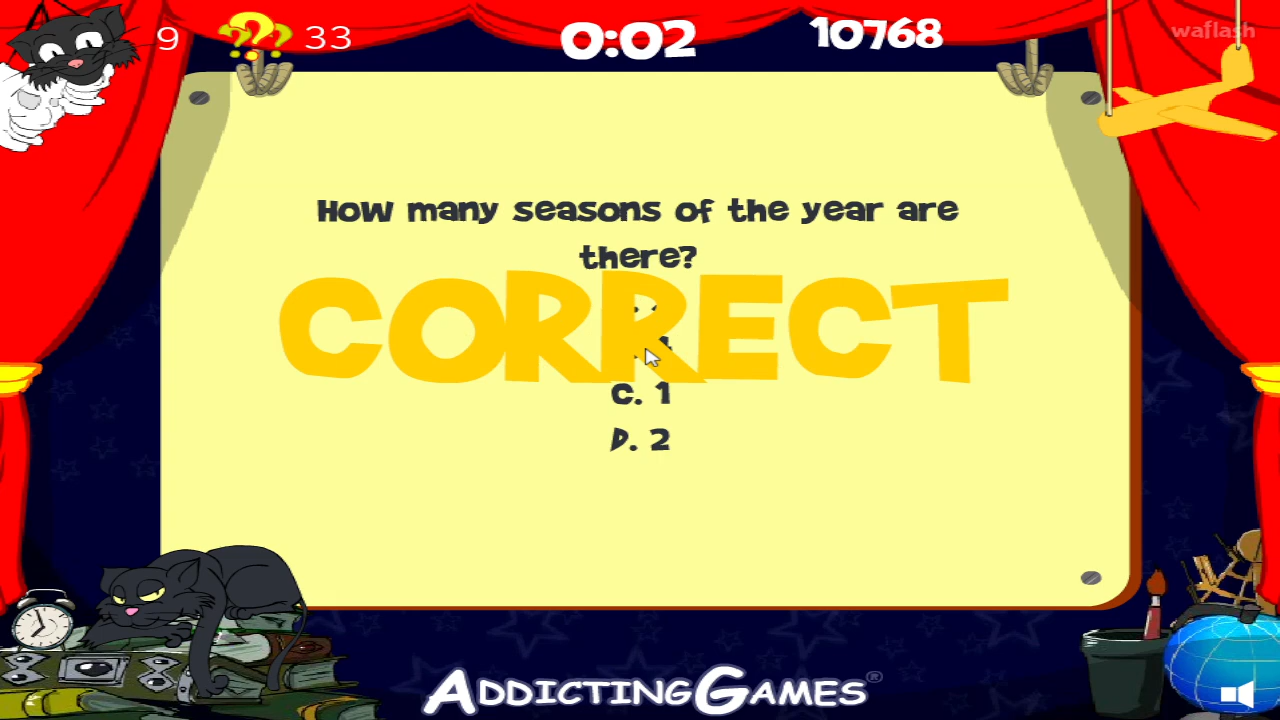 9 33 0:02 10768 waflash
How many seasons of the year are
there?
CORRECT
C. 1
D. 2
ADDICTINGGAMES®